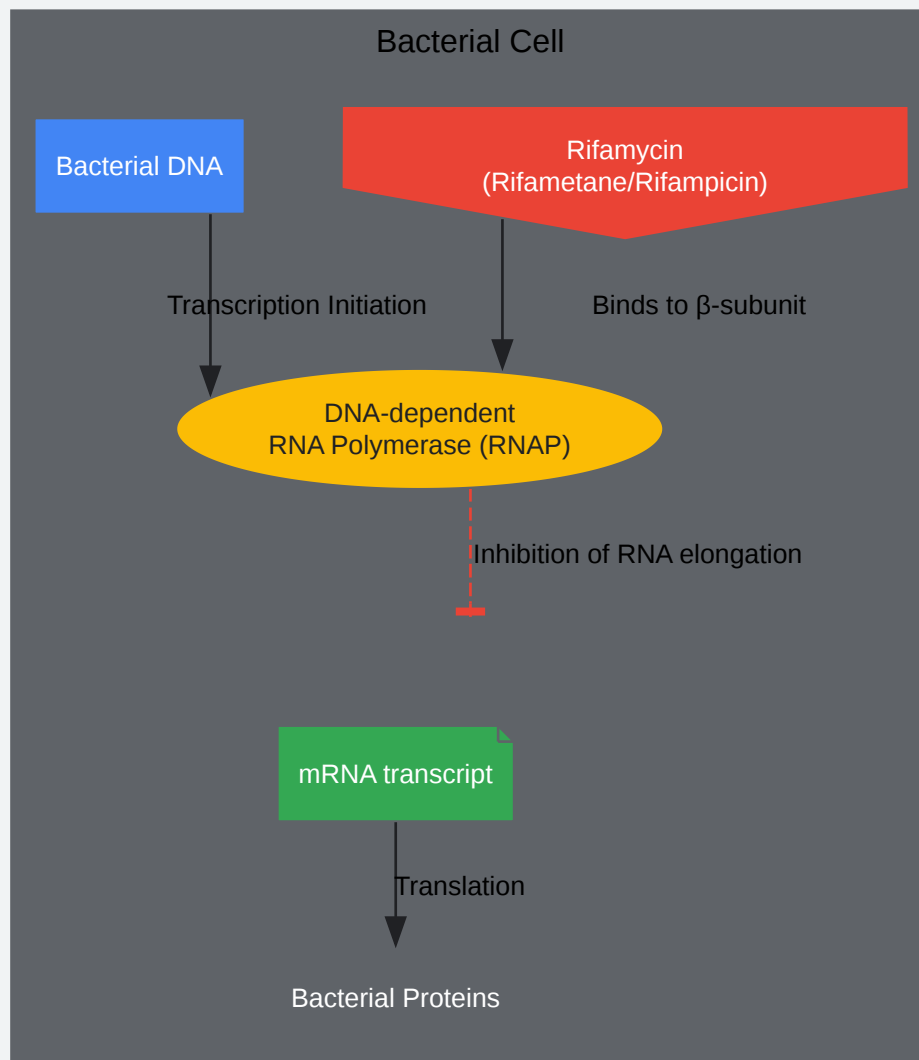 Bacterial Cell
Bacterial DNA
Rifamycin
(Rifametane/Rifampicin)
Transcription Initiation
Binds to β-subunit
DNA-dependent
RNA Polymerase (RNAP)
Inhibition of RNA elongation
mRNA transcript
Translation
Bacterial Proteins